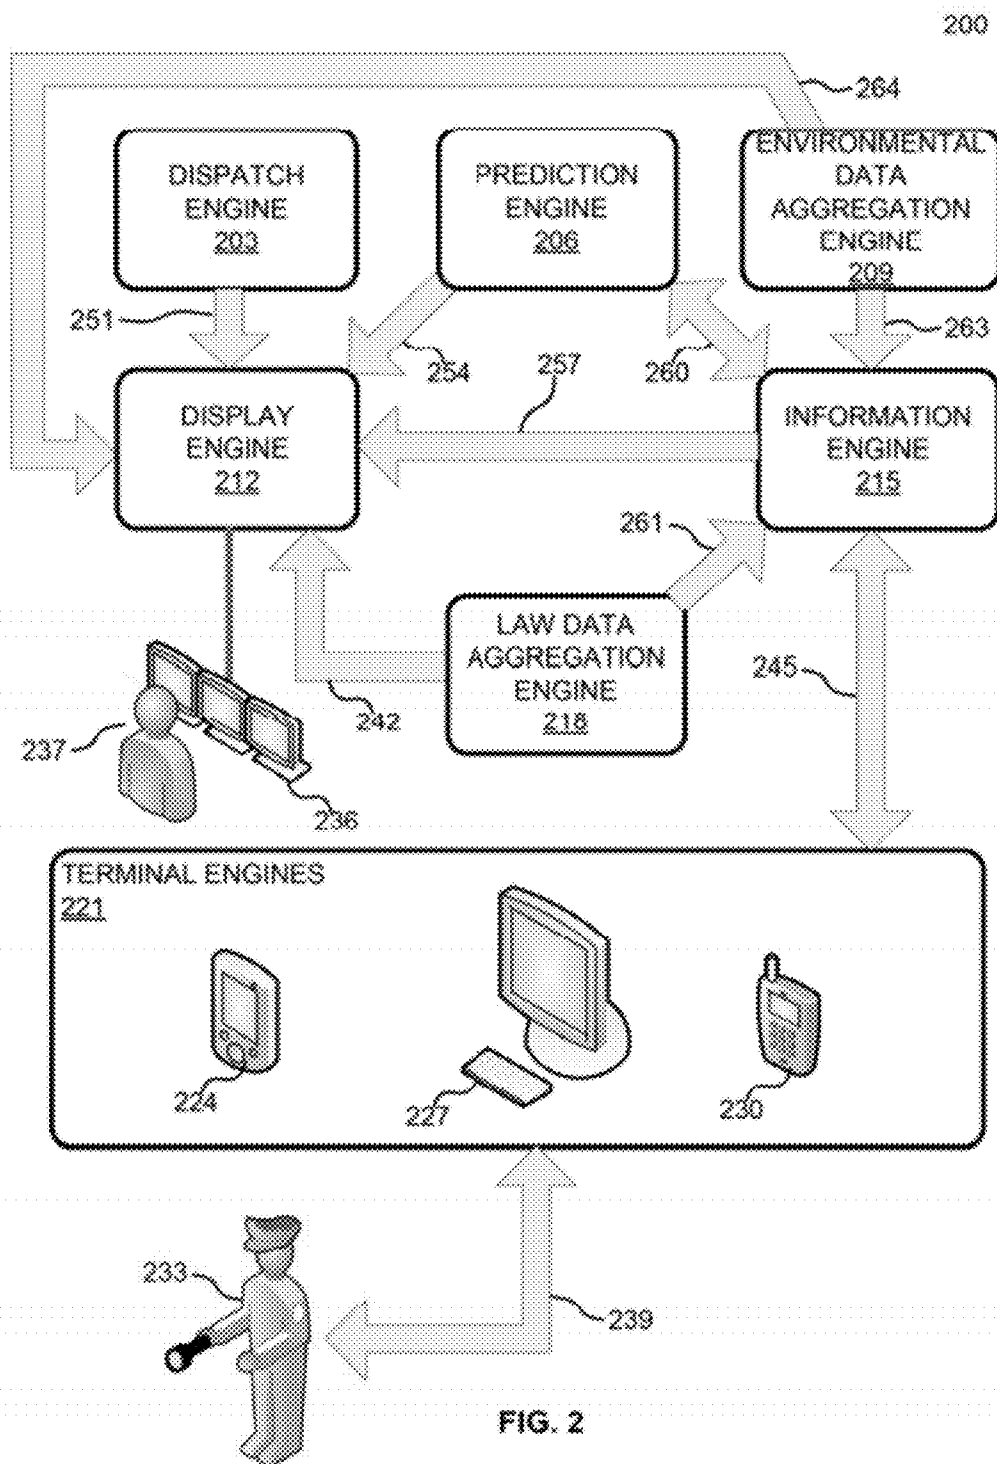 200
264
DISPATCH
ENGINE
203
PREDICTION
ENGINE
206
ENVIRONMENTAL
DATA
AGGREGATION
ENGINE
209
251
254
257
260
263
DISPLAY
ENGINE
212
INFORMATION
ENGINE
215
261
LAW DATA
AGGREGATION
ENGINE
218
242
245
237
236
TERMINAL ENGINES
221
224
227
230
233
239
FIG. 2